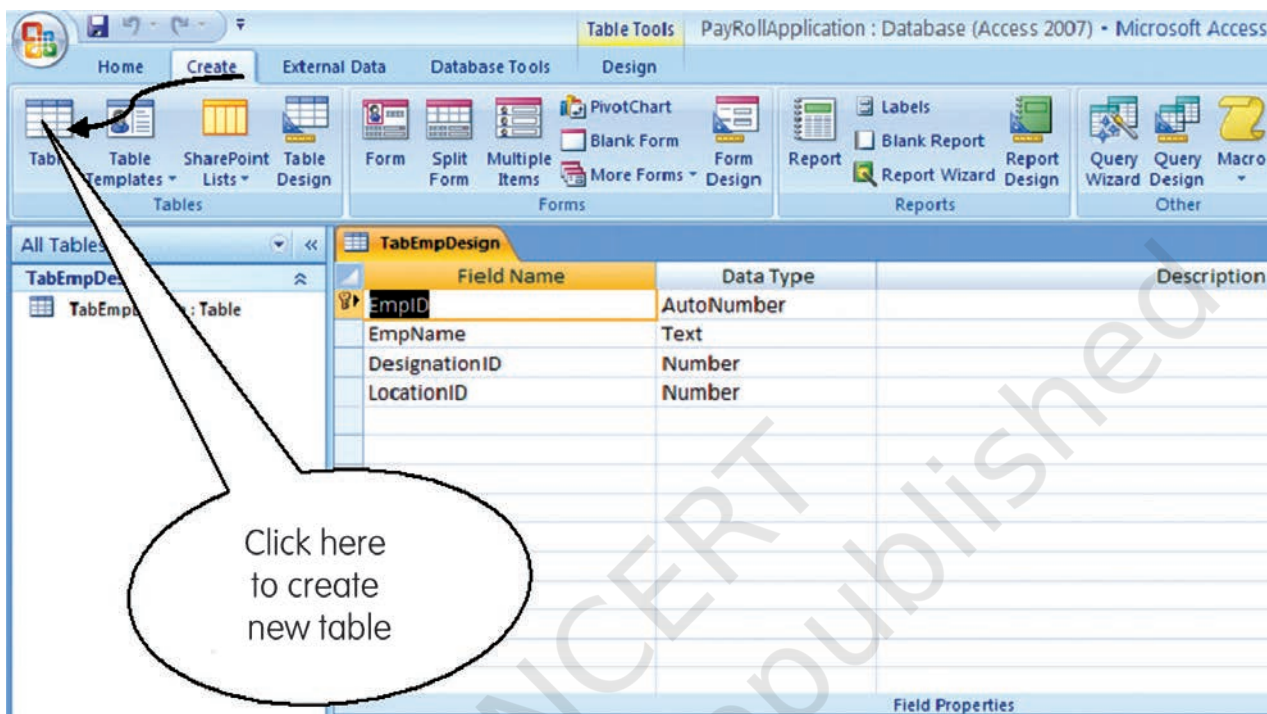 Table Tools PayRollApplication : Database (Access 2007) - Microsoft Access
Home Create External Data Database Tools Design
Table
Table Templates
SharePoint Lists
Table Design
Tables
Form
Split Form
Multiple Items
PivotChart
Blank Form
More Forms
Form Design
Forms
Report
Labels
Blank Report
Report Wizard
Report Design
Reports
Query Wizard
Query Design
Macro
Other
All Tables
TabEmpDesign
Field Name Data Type Description
EmpID AutoNumber
EmpName Text
DesignationID Number
LocationID Number
: Table
Click here
to create
new table
Field Properties
NCERT
published